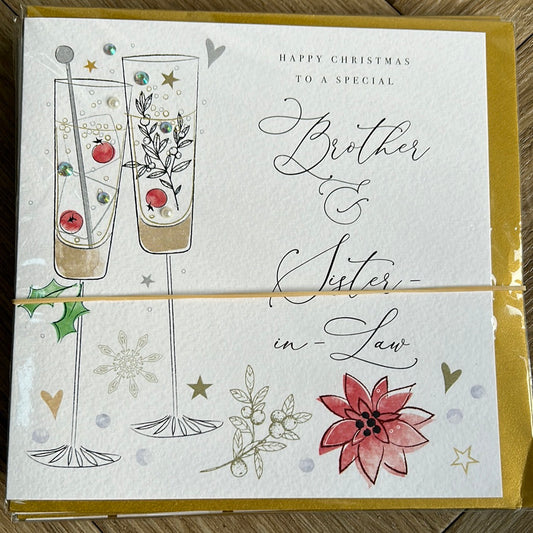 HAPPY CHRISTMAS
TO A SPECIAL
Brother
&
Sister-
in-Law